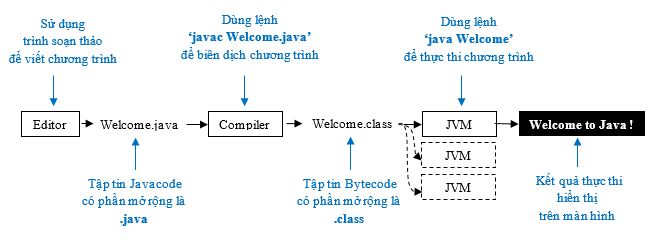 Sử dụng
trình soạn thảo
để viết chương trình
Dùng lệnh
‘javac Welcome.java’
để biên dịch chương trình
Dùng lệnh
‘java Welcome’
để thực thi chương trình
Editor
Welcome.java
Compiler
Welcome.class
JVM
Welcome to Java !
JVM
JVM
Tập tin Javacode
có phần mở rộng là
.java
Tập tin Bytecode
có phần mở rộng là
.class
Kết quả thực thi
hiển thị
trên màn hình